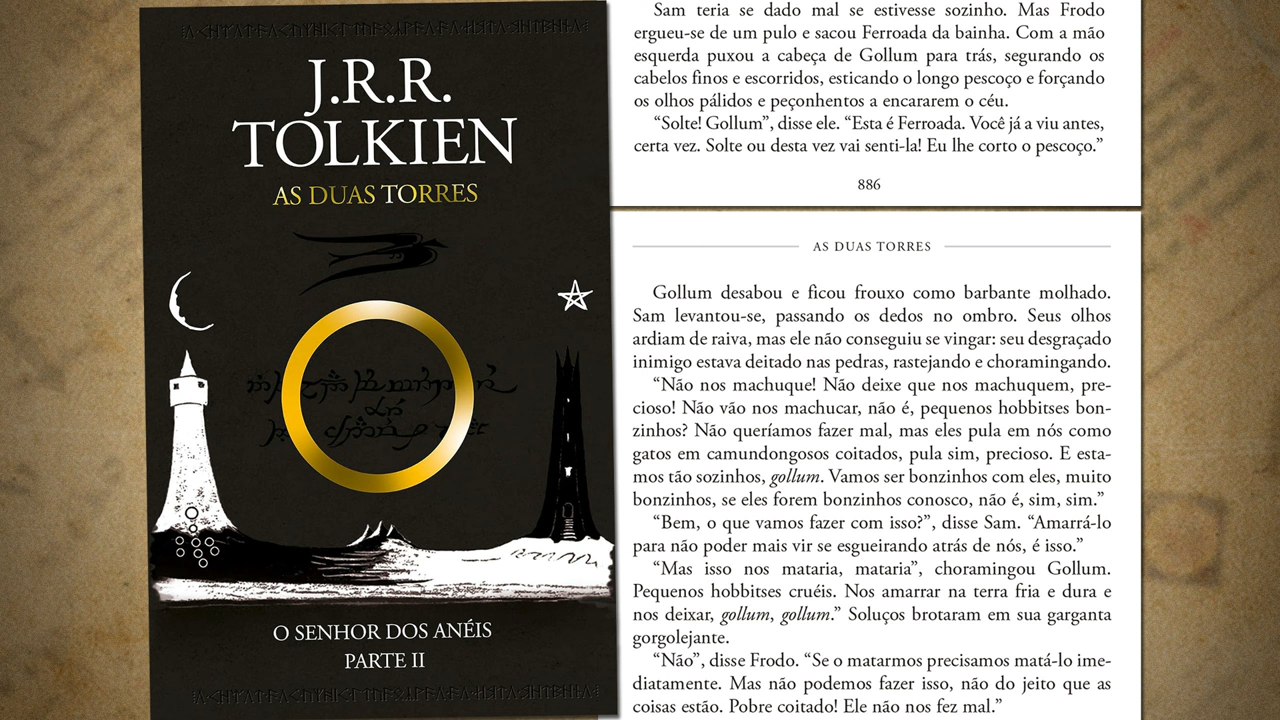 J.R.R.
TOLKIEN
AS DUAS TORRES
O SENHOR DOS ANÉIS
PARTE II
Sam teria se dado mal se estivesse sozinho. Mas Frodo
ergueu-se de um pulo e sacou Ferroada da bainha. Com a mão
esquerda puxou a cabeça de Gollum para trás, segurando os
cabelos finos e escorridos, esticando o longo pescoço e forçando
os olhos pálidos e peçonhentos a encararem o céu.
“Solte! Gollum”, disse ele. “Esta é Ferroada. Você já a viu antes,
certa vez. Solte ou desta vez vai senti-la! Eu lhe corto o pescoço.”
886
AS DUAS TORRES
Gollum desabou e ficou frouxo como barbante molhado.
Sam levantou-se, passando os dedos no ombro. Seus olhos
ardiam de raiva, mas ele não conseguiu se vingar: seu desgraçado
inimigo estava deitado nas pedras, rastejando e choramingando.
“Não nos machuque! Não deixe que nos machuquem, pre-
cioso! Não vão nos machucar, não é, pequenos hobbitses bon-
zinhos? Não queríamos fazer mal, mas eles pula em nós como
gatos em camundongosos coitados, pula sim, precioso. E esta-
mos tão sozinhos, gollum. Vamos ser bonzinhos com eles, muito
bonzinhos, se eles forem bonzinhos conosco, não é, sim, sim.”
“Bem, o que vamos fazer com isso?”, disse Sam. “Amarrá-lo
para não poder mais vir se esgueirando atrás de nós, é isso.”
“Mas isso nos mataria, mataria”, choramingou Gollum.
Pequenos hobbitses cruéis. Nos amarrar na terra fria e dura e
nos deixar, gollum, gollum.” Soluços brotaram em sua garganta
gorgolejante.
“Não”, disse Frodo. “Se o matarmos precisamos matá-lo ime-
diatamente. Mas não podemos fazer isso, não do jeito que as
coisas estão. Pobre coitado! Ele não nos fez mal.”